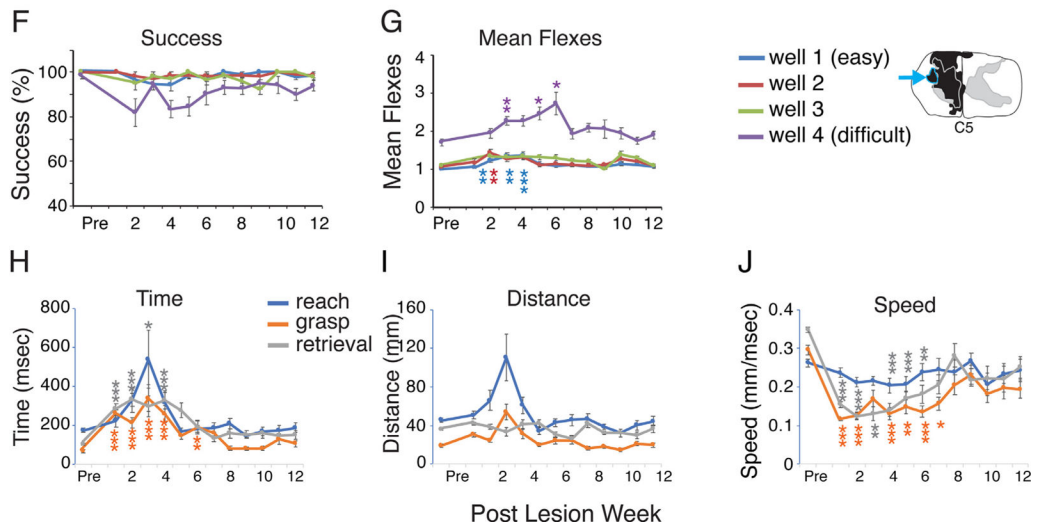 F
Success
Success (%)
100
80
60
40
Pre 2 4 6 8 10 12
G
Mean Flexes
Mean Flexes
4
3
2
1
0
** * *
** ** ** ***
Pre 2 4 6 8 10 12
well 1 (easy)
well 2
well 3
well 4 (difficult)
C5
H
Time
Time (msec)
800
600
400
200
0
reach
grasp
retrieval
Pre 2 4 6 8 10 12
I
Distance
Distance (mm)
160
120
80
40
0
Pre 2 4 6 8 10 12
J
Speed
Speed (mm/msec)
0.4
0.3
0.2
0.1
0
Pre 2 4 6 8 10 12
Post Lesion Week